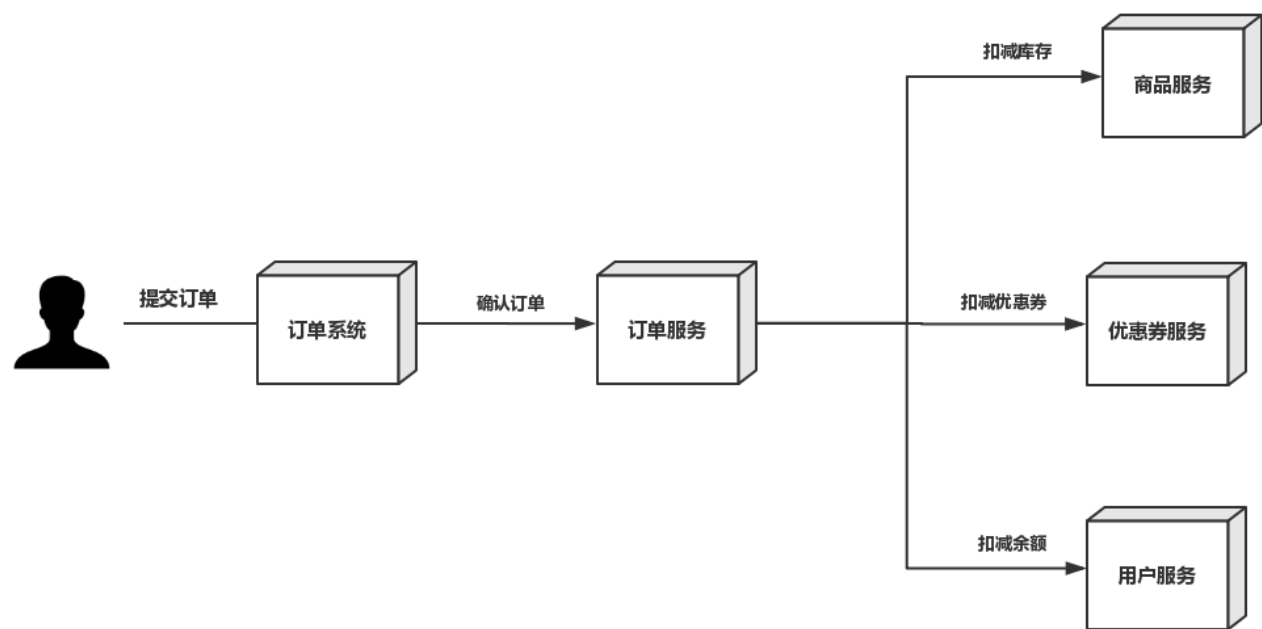 扣减库存
商品服务
提交订单
订单系统
确认订单
订单服务
扣减优惠券
优惠券服务
扣减余额
用户服务